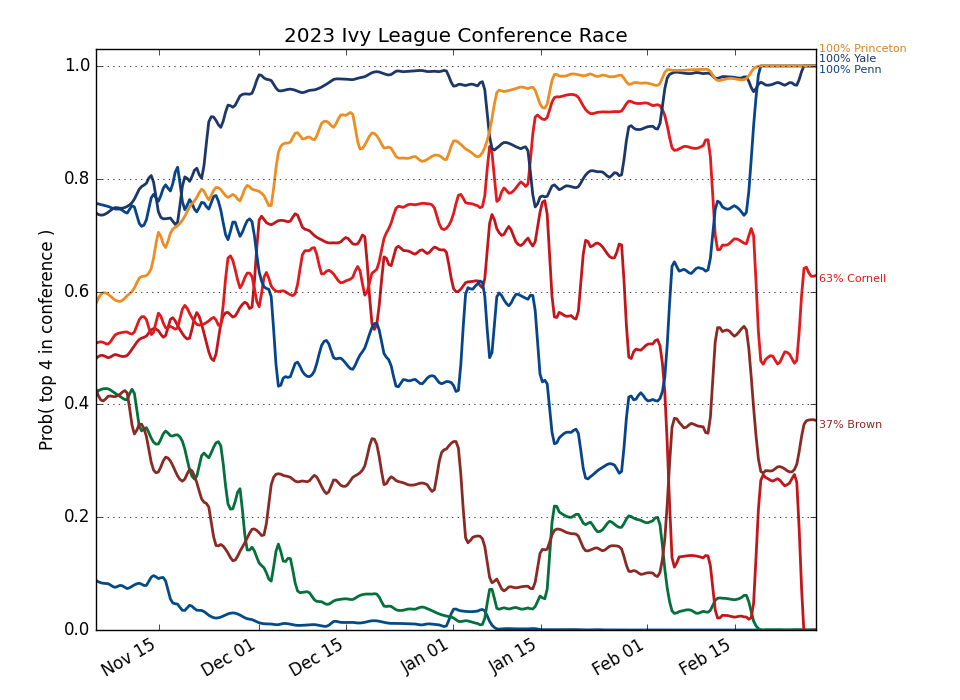 2023 Ivy League Conference Race
Prob( top 4 in conference )
1.0
0.8
0.6
0.4
0.2
0.0
Nov 15
Dec 01
Dec 15
Jan 01
Jan 15
Feb 01
Feb 15
100% Princeton
100% Yale
100% Penn
63% Cornell
37% Brown